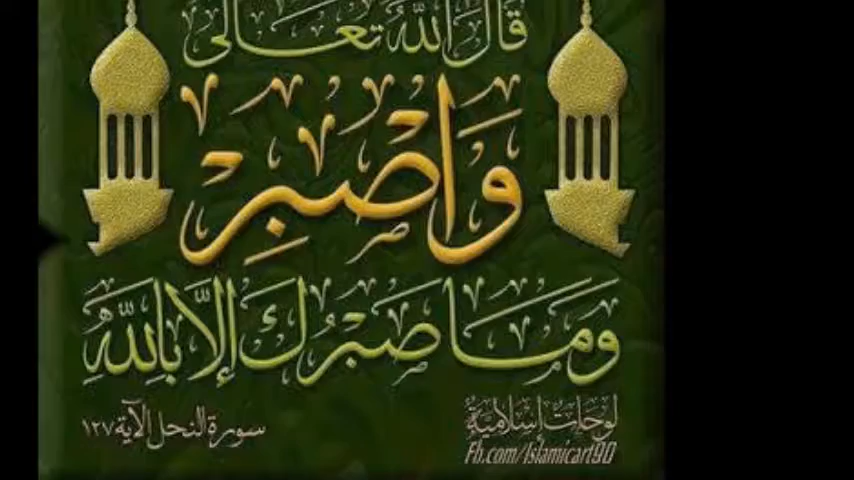 قال الله تعالى
واصبر
وما صبرك إلا بالله
لوحات إسلامية
سورة النحل الآية ١٢٧
Fb.com/Islamicart90